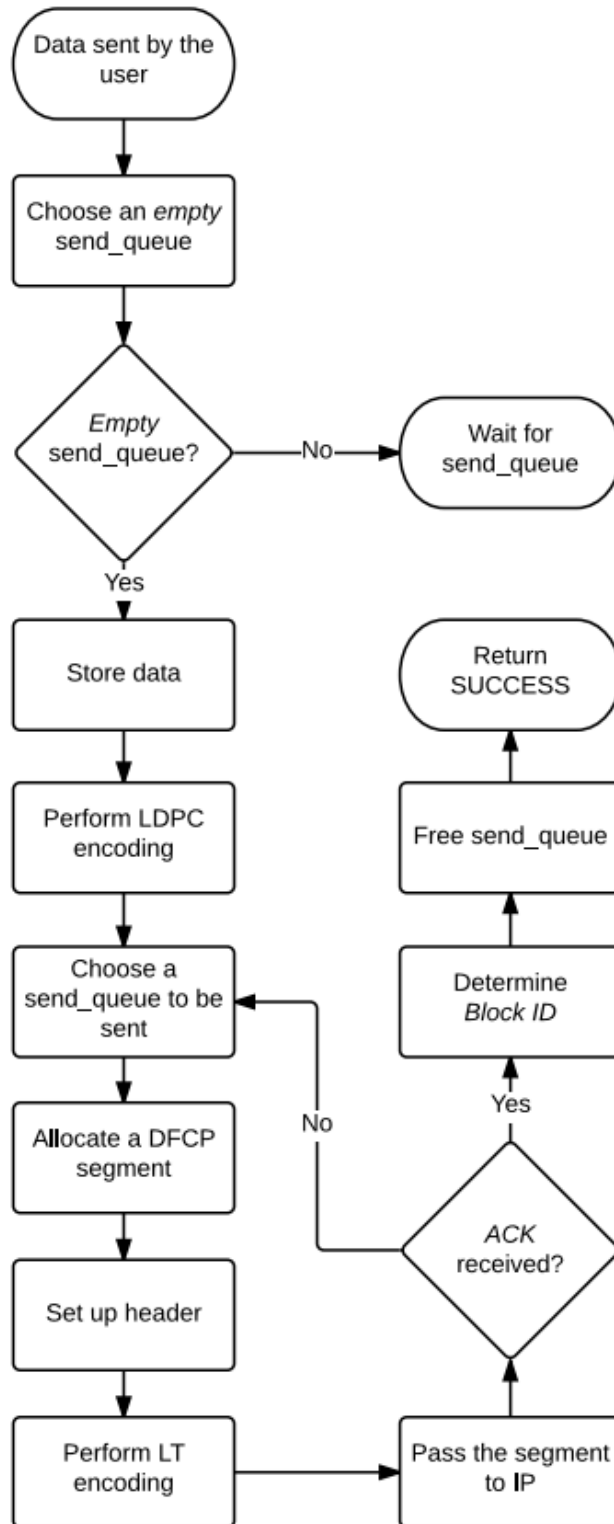 Data sent by the
user
Choose an empty
send_queue
Empty
send_queue?
No
Wait for
send_queue
Yes
Store data
Perform LDPC
encoding
Choose a
send_queue to be
sent
Allocate a DFCP
segment
Set up header
Perform LT
encoding
Pass the segment
to IP
ACK
received?
No
Yes
Determine
Block ID
Free send_queue
Return
SUCCESS